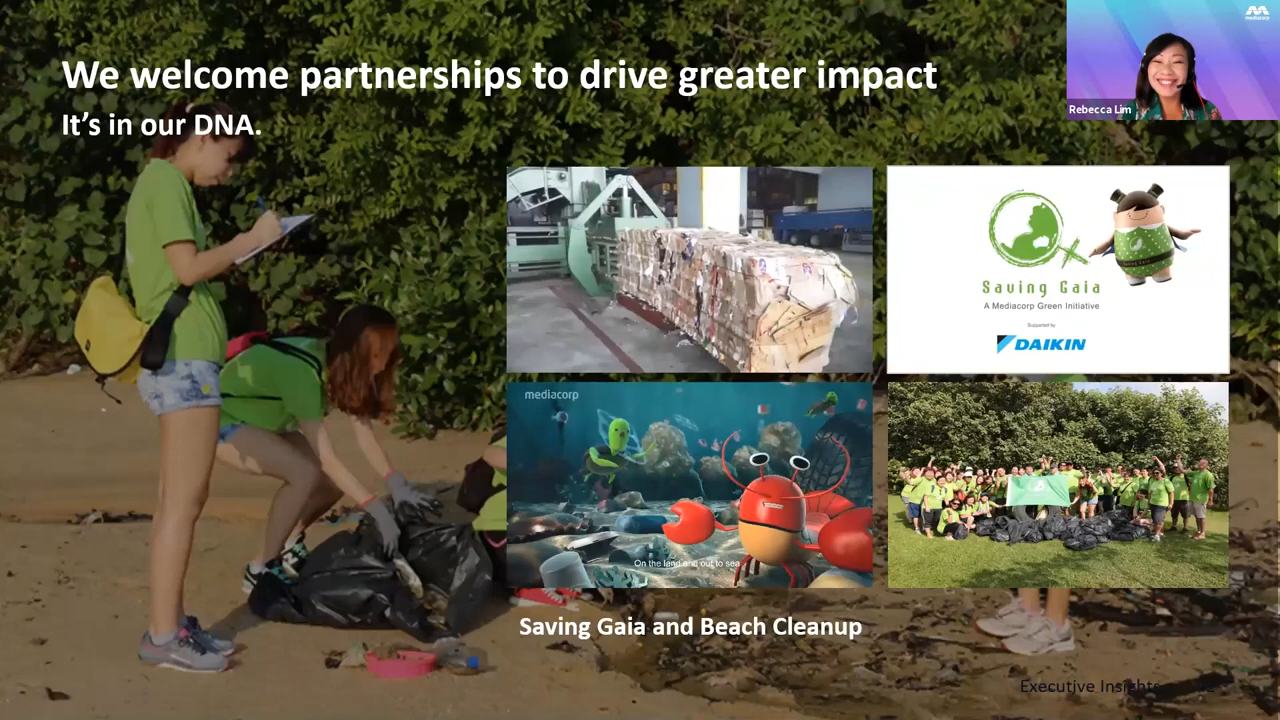 We welcome partnerships to drive greater impact
It's in our DNA.
mediacorp
Rebecca Lim
Saving Gaia
A Mediacorp Green Initiative
Supported by
DAIKIN
mediacorp
On the land and out to sea
Saving Gaia and Beach Cleanup
Executive Insights